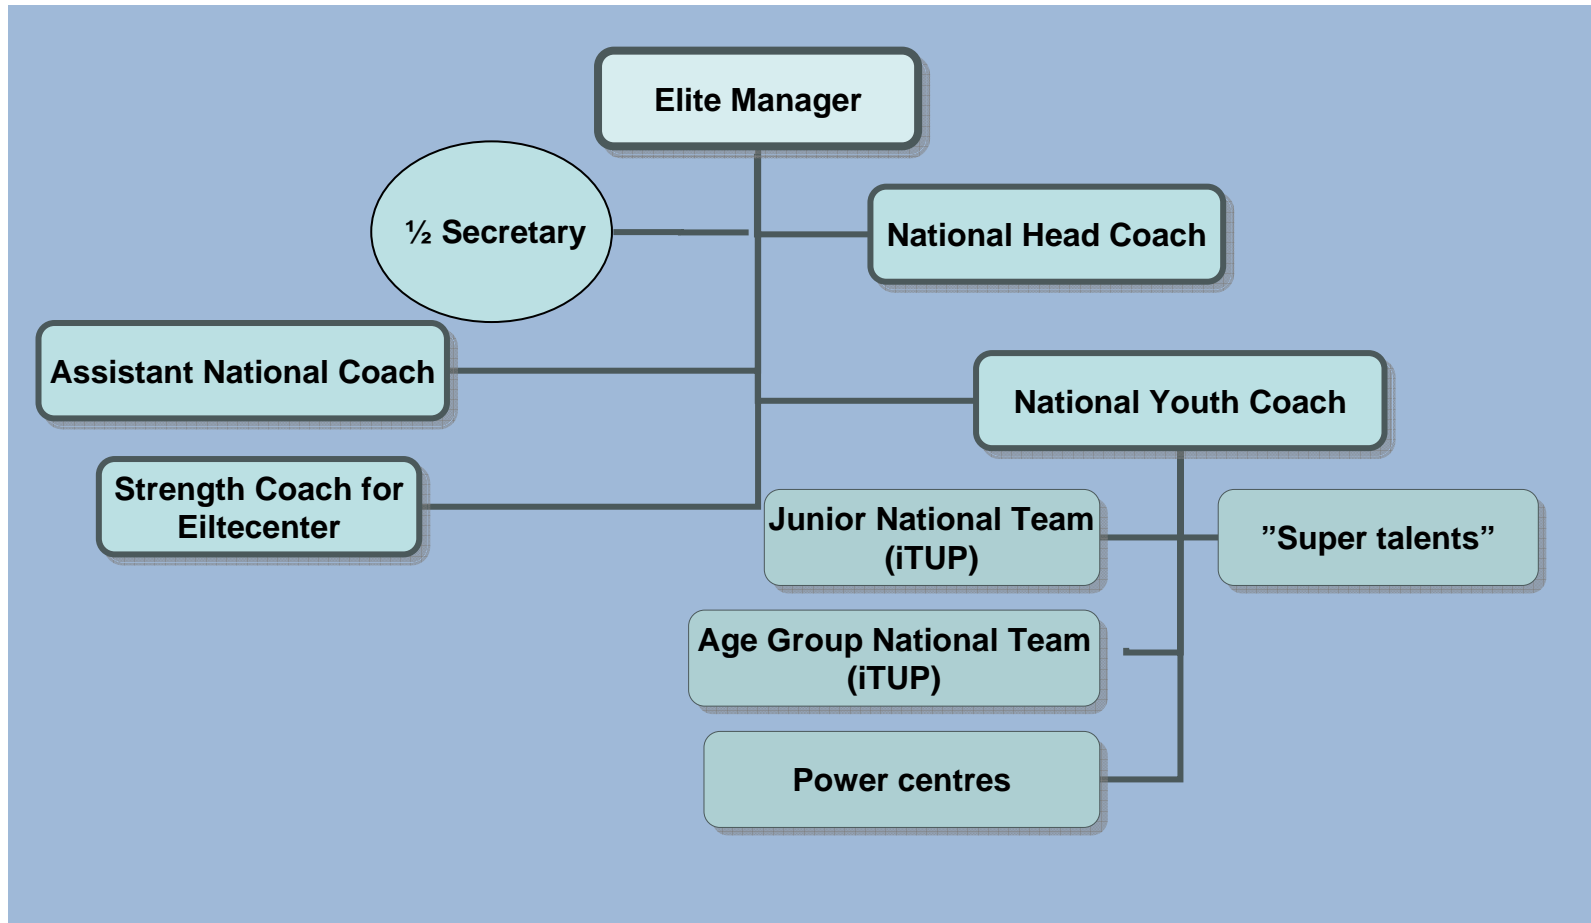 Elite Manager
½ Secretary
National Head Coach
Assistant National Coach
National Youth Coach
Strength Coach for
Eiltecenter
Junior National Team
(iTUP)
”Super talents”
Age Group National Team
(iTUP)
Power centres